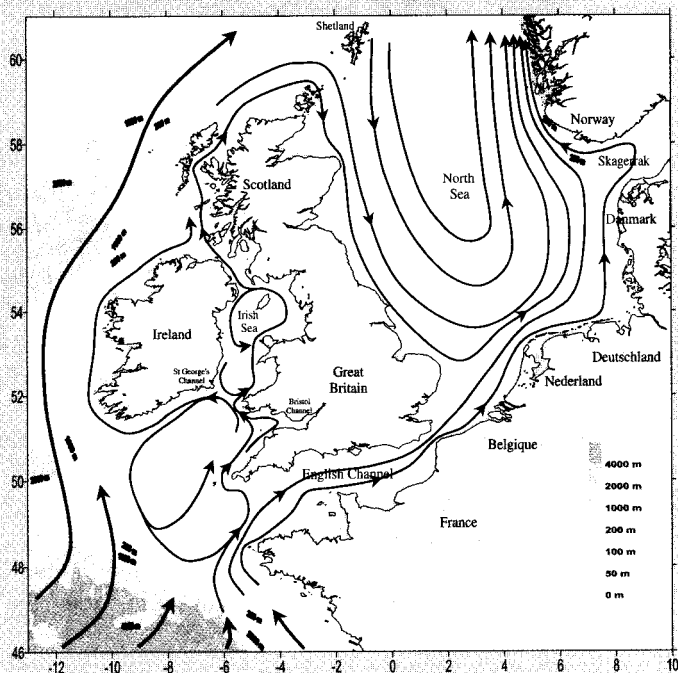 Shetland
60
Norway
58
Skagerrak
Scotland
North
Sea
Danmark
56
54
Irish
Sea
Ireland
Deutschland
St George's
Channel
Great
Britain
Nederland
52
Bristol
Channel
Belgique
English Channel
4000 m
50
2000 m
1000 m
France
200 m
100 m
48
50 m
0 m
46
-12
-10
-8
-6
-4
-2
0
2
4
6
8
10